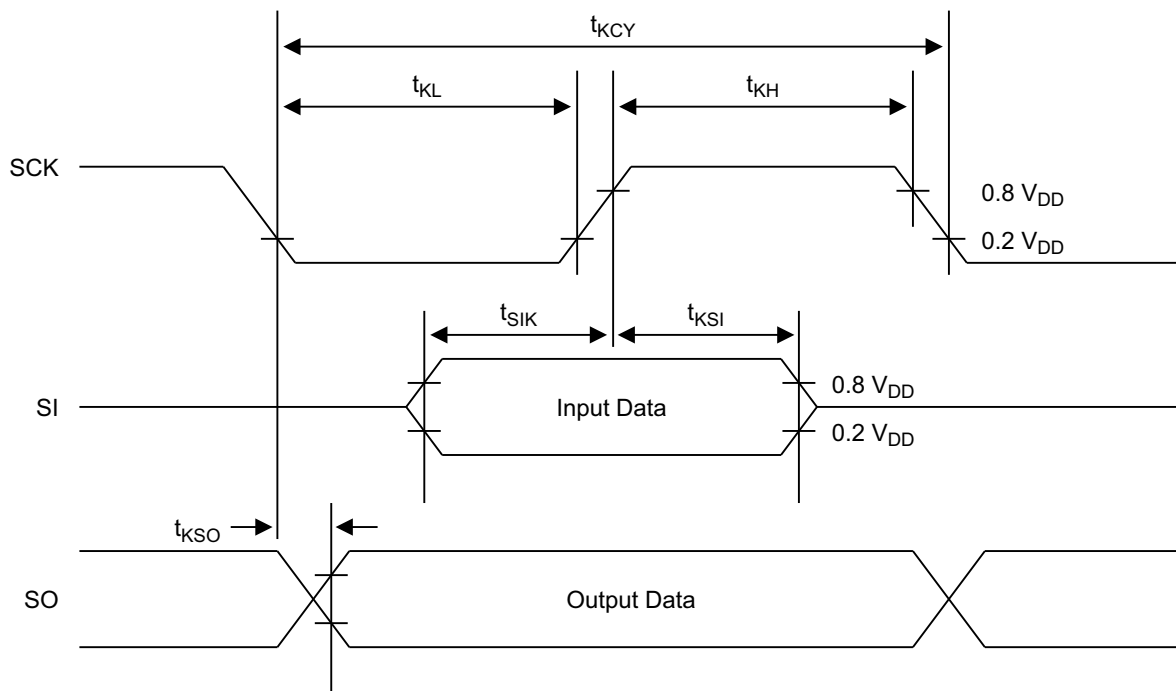 tKCY
tKL
tKH
SCK
0.8 VDD
0.2 VDD
tSIK
tKSI
SI
Input Data
0.8 VDD
0.2 VDD
tKSO
SO
Output Data